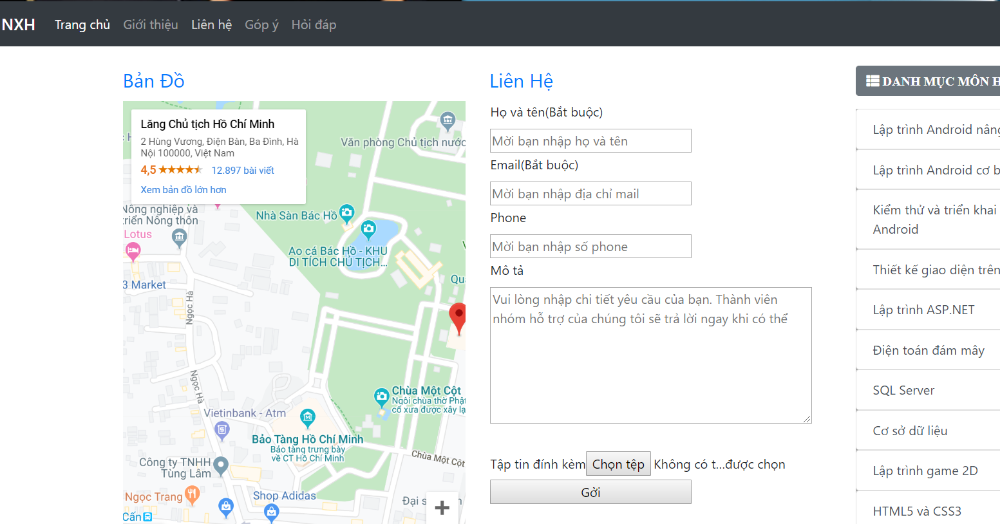 NXH Trang chủ Giới thiệu Liên hệ Góp ý Hỏi đáp
Bản Đồ
Lăng Chủ tịch Hồ Chí Minh
2 Hùng Vương, Điện Bàn, Ba Đình, Hà
Nội 100000, Việt Nam
4,5 12.897 bài viết
Xem bản đồ lớn hơn
Văn phòng Chủ tịch nước
Nông nghiệp và
triển Nông thôn
Nhà Sàn Bác Hồ
Lotus
Ao cá Bác Hồ - KHU
DI TÍCH CHỦ TỊCH...
3 Market
Qu
Ngọc Hà
Ngọc Hà
Chùa Một Cột
Ngôi chùa thờ Phật
cổ xưa được xây
Vietinbank - Atm
Bảo Tàng Hồ Chí Minh
Bảo tàng trưng bày
về CT Hồ Chí Minh
Chùa Một Cột
Công ty TNHH
Tùng Lâm
Ngọc Trang
Shop Adidas
Đại
Cấn
Liên Hệ
Họ và tên(Bắt buộc)
Mời bạn nhập họ và tên
Email(Bắt buộc)
Mời bạn nhập địa chỉ mail
Phone
Mời bạn nhập số phone
Mô tả
Vui lòng nhập chi tiết yêu cầu của bạn. Thành viên
nhóm hỗ trợ của chúng tôi sẽ trả lời ngay khi có thể
Tập tin đính kèm Chọn tệp Không có t...được chọn
Gởi
DANH MỤC MÔN H
Lập trình Android nâng
Lập trình Android cơ b
Kiểm thử và triển khai
Android
Thiết kế giao diện trên
Lập trình ASP.NET
Điện toán đám mây
SQL Server
Cơ sở dữ liệu
Lập trình game 2D
HTML5 và CSS3